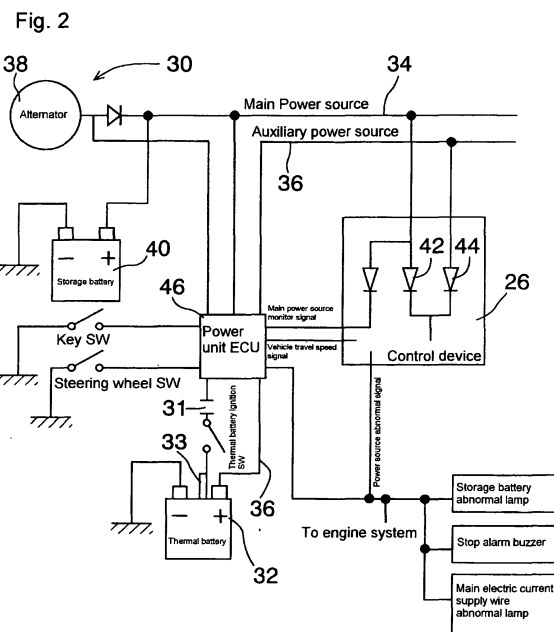 Fig. 2
38
30
34
Alternator
Main Power source
Auxiliary power source
36
40
Storage battery
42
44
26
46
Main power source
monitor signal
Power
unit ECU
Vehicle travel speed
signal
Control device
Key SW
Steering wheel SW
31
Thermal battery ignition
SW
Power source abnormal signal
33
36
Thermal battery
32
To engine system
Storage battery
abnormal lamp
Stop alarm buzzer
Main electric current
supply wire
abnormal lamp